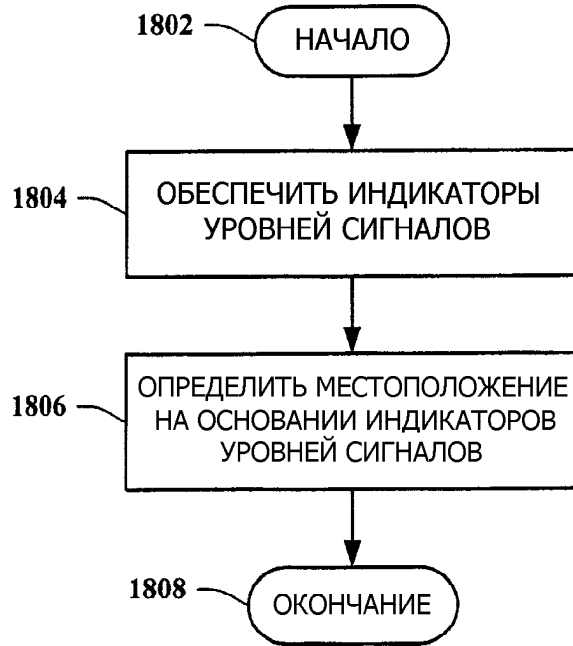 1802
НАЧАЛО
1804
ОБЕСПЕЧИТЬ ИНДИКАТОРЫ
УРОВНЕЙ СИГНАЛОВ
1806
ОПРЕДЕЛИТЬ МЕСТОПОЛОЖЕНИЕ
НА ОСНОВАНИИ ИНДИКАТОРОВ
УРОВНЕЙ СИГНАЛОВ
1808
ОКОНЧАНИЕ